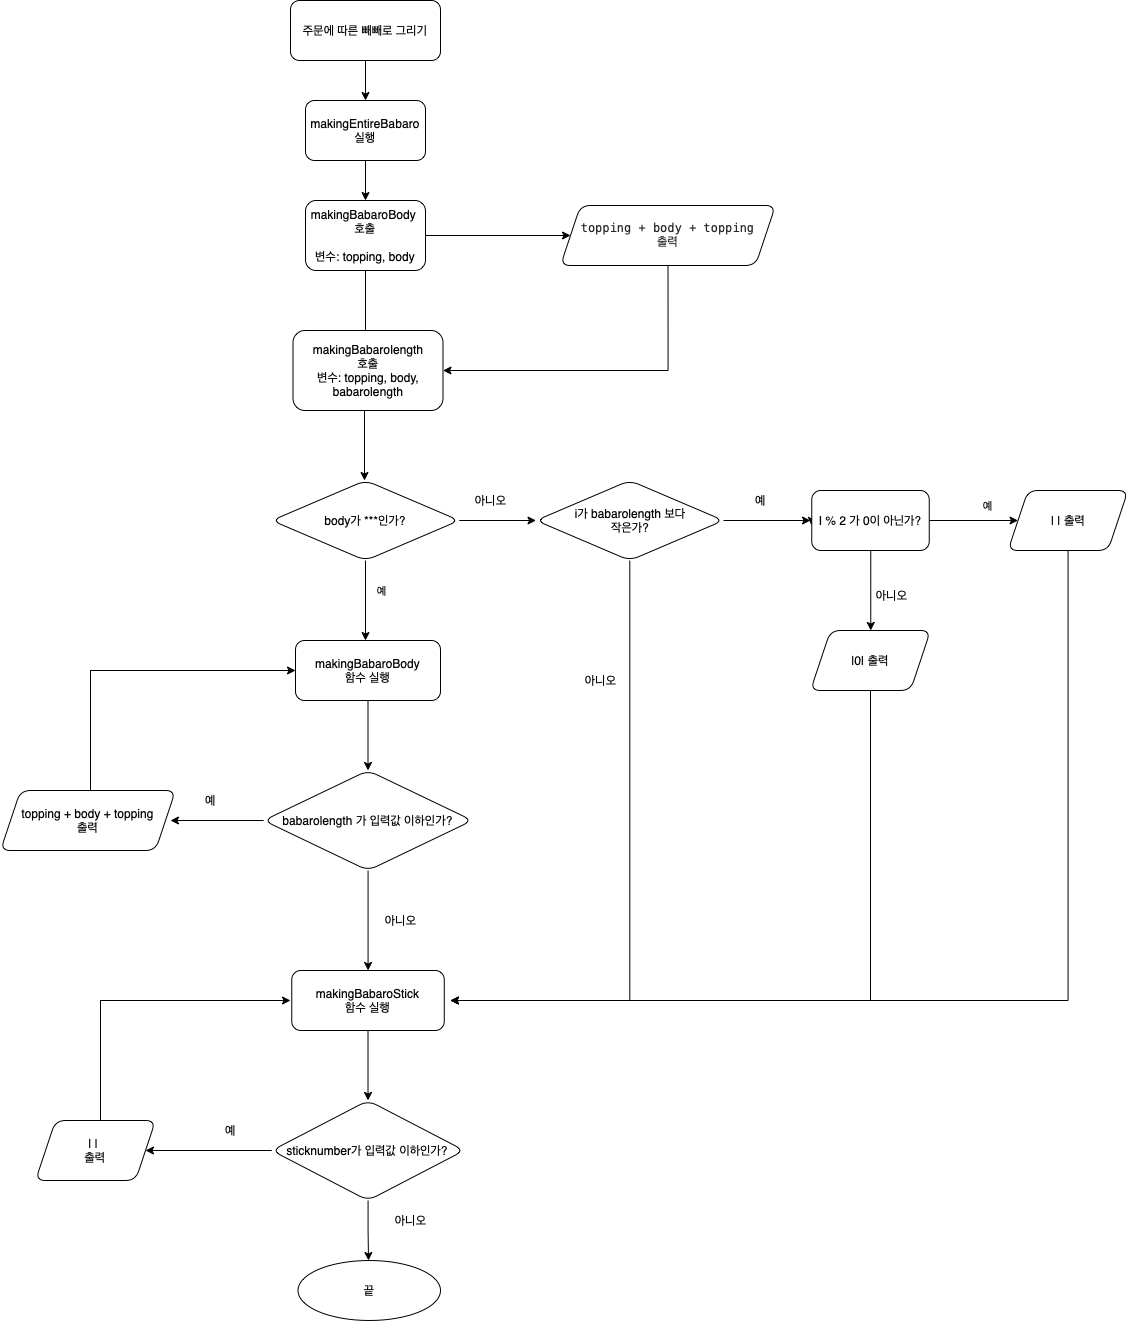 주문에 따른 빼빼로 그리기
makingEntireBabaro
실행
makingBabaroBody
호출
변수: topping, body
topping + body + topping
출력
makingBabarolength
호출
변수: topping, body,
babarolength
body가 ***인가?
아니오
i가 babarolength 보다
작은가?
예
I % 2 가 0이 아닌가?
예
I I 출력
예
아니오
makingBabaroBody
함수 실행
I0I 출력
아니오
topping + body + topping
출력
예
babarolength 가 입력값 이하인가?
아니오
makingBabaroStick
함수 실행
I I
출력
예
sticknumber가 입력값 이하인가?
아니오
끝